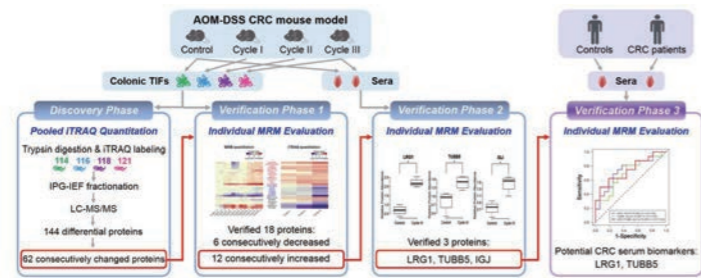 AOM-DSS CRC mouse model
Control Cycle I Cycle II Cycle III
Controls CRC patients
Colonic TIFs
Sera
Sera
Discovery Phase
Pooled iTRAQ Quantitation
Trypsin digestion & iTRAQ labeling
114 116 118 121
IPG-IEF fractionation
LC-MS/MS
144 differential proteins
62 consecutively changed proteins
Verification Phase 1
Individual MRM Evaluation
Verified 18 proteins:
6 consecutively decreased
12 consecutively increased
Verification Phase 2
Individual MRM Evaluation
LRG1 TUBB5 IGJ
Verified 3 proteins:
LRG1, TUBB5, IGJ
Verification Phase 3
Individual MRM Evaluation
Sensitivity
1-Specificity
Potential CRC serum biomarkers:
LRG1, TUBB5